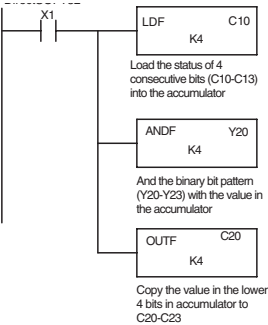 X1
LDF C10
K4
Load the status of 4
consecutive bits (C10-C13)
into the accumulator
ANDF Y20
K4
And the binary bit pattern
(Y20-Y23) with the value in
the accumulator
OUTF C20
K4
Copy the value in the lower
4 bits in accumulator to
C20-C23